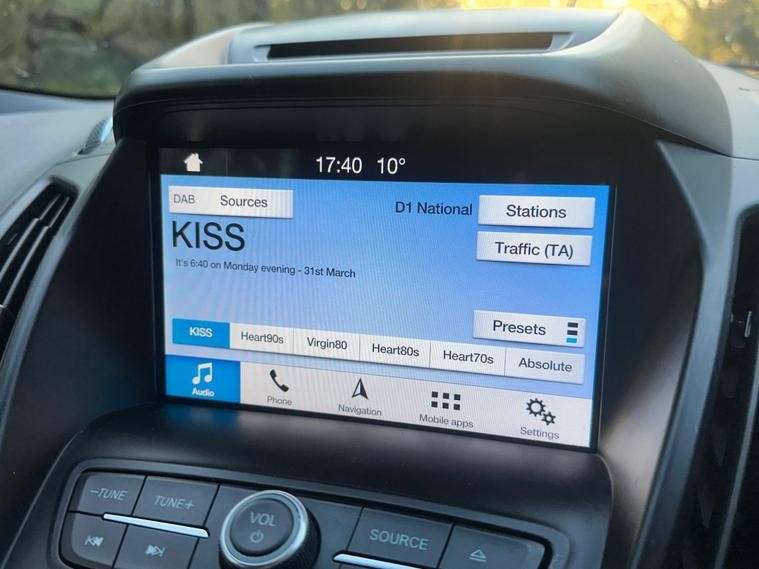 17:40 10°
DAB Sources
D1 National
Stations
KISS
Traffic (TA)
It's 6:40 on Monday evening - 31st March
Presets
KISS
Heart90s
Virgin80
Heart80s
Heart70s
Absolute
Audio
Phone
Navigation
Mobile apps
Settings
−TUNE
TUNE+
VOL
SOURCE